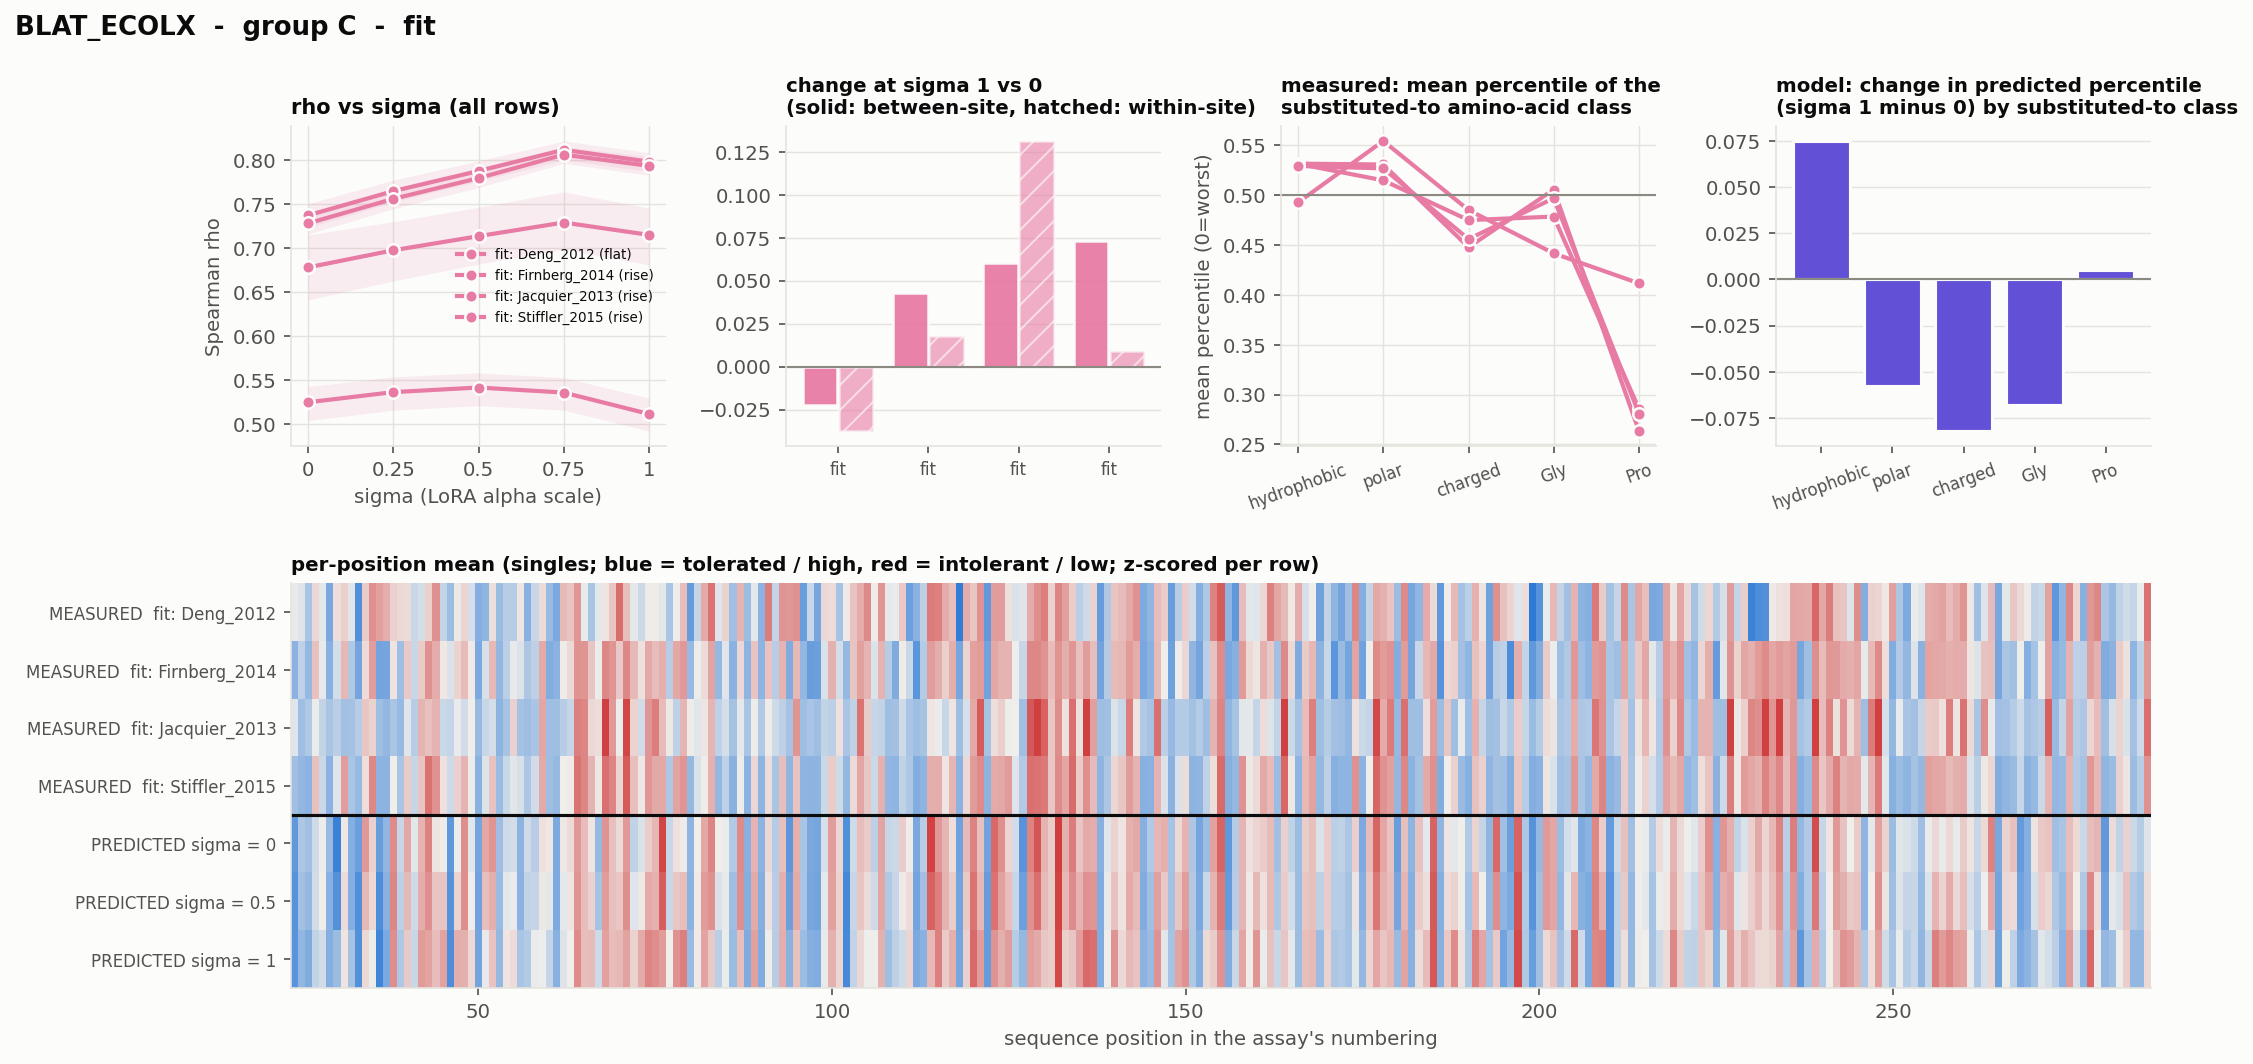 BLAT_ECOLX  -  group C  -  fit
rho vs sigma (all rows)
Spearman rho
0.80
0.75
0.70
0.65
0.60
0.55
0.50
fit: Deng_2012 (flat)
fit: Firnberg_2014 (rise)
fit: Jacquier_2013 (rise)
fit: Stiffler_2015 (rise)
0
0.25
0.5
0.75
1
sigma (LoRA alpha scale)
change at sigma 1 vs 0
(solid: between-site, hatched: within-site)
0.125
0.100
0.075
0.050
0.025
0.000
−0.025
fit
fit
fit
fit
measured: mean percentile of the
substituted-to amino-acid class
mean percentile (0=worst)
0.55
0.50
0.45
0.40
0.35
0.30
0.25
hydrophobic
polar
charged
Gly
Pro
model: change in predicted percentile
(sigma 1 minus 0) by substituted-to class
0.075
0.050
0.025
0.000
−0.025
−0.050
−0.075
hydrophobic
polar
charged
Gly
Pro
per-position mean (singles; blue = tolerated / high, red = intolerant / low; z-scored per row)
MEASURED  fit: Deng_2012
MEASURED  fit: Firnberg_2014
MEASURED  fit: Jacquier_2013
MEASURED  fit: Stiffler_2015
PREDICTED sigma = 0
PREDICTED sigma = 0.5
PREDICTED sigma = 1
50
100
150
200
250
sequence position in the assay's numbering